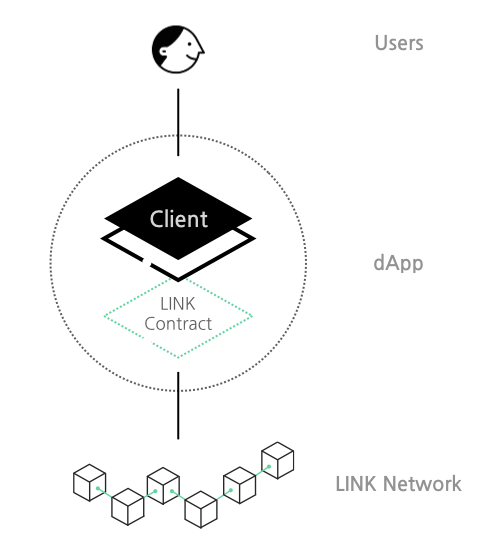 Users
Client
dApp
LINK
Contract
LINK Network